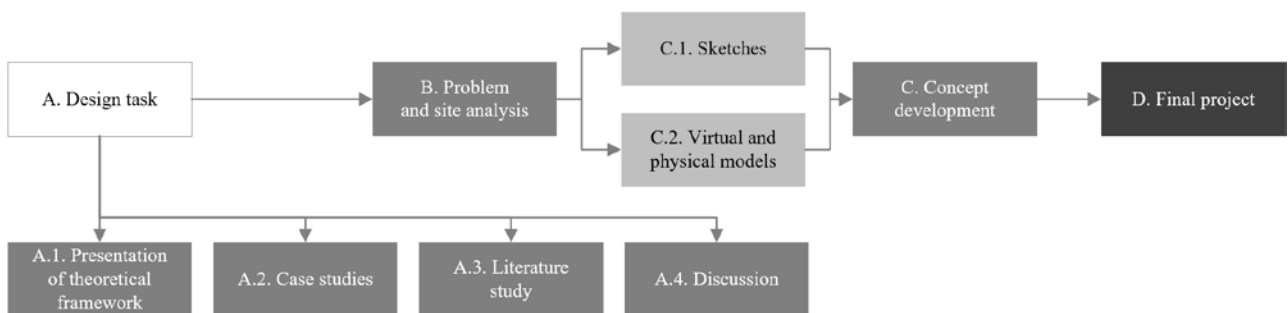 A. Design task
B. Problem
and site analysis
C.1. Sketches
C.2. Virtual and
physical models
C. Concept
development
D. Final project
A.1. Presentation
of theoretical
framework
A.2. Case studies
A.3. Literature
study
A.4. Discussion